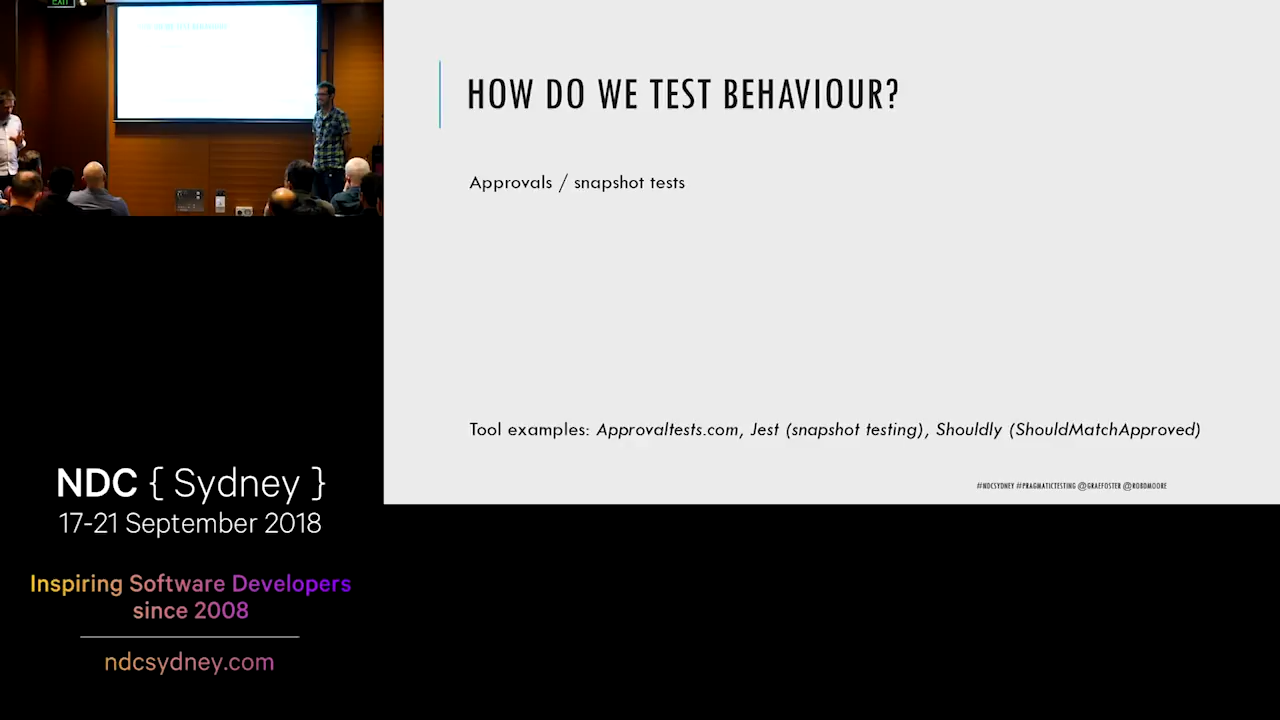 EXIT
HOW DO WE TEST BEHAVIOUR?
Approvals / snapshot tests
Tool examples: Approvaltests.com, Jest (snapshot testing), Shouldly (ShouldMatchApproved)
#NDCSYDNEY #PRAGMATICTESTING @GRAEFOSTER @ROBDMOORE
NDC { Sydney }
17-21 September 2018
Inspiring Software Developers
since 2008
ndcsydney.com